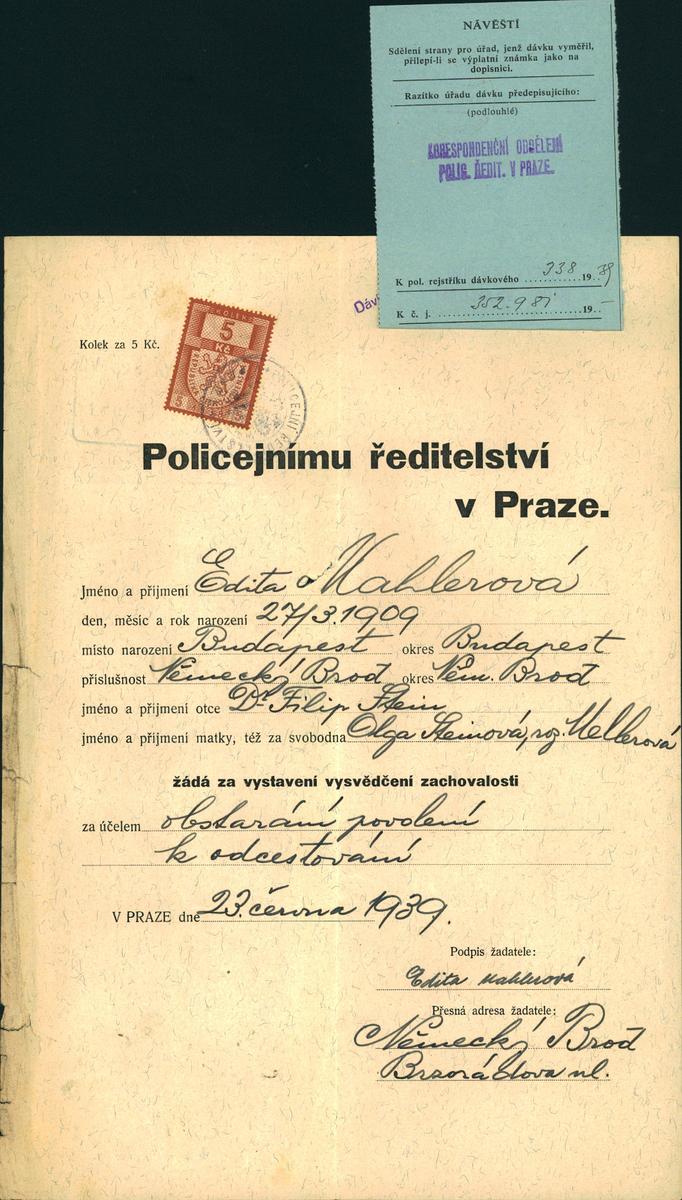 NÁVĚSTÍ
Sdělení strany pro úřad, jenž dávku vyměřil,
přilepí-li se výplatní známka jako na
dopisnici.
Razítko úřadu dávku předepisujícího:
(podlouhlé)
KORESPONDENČNÍ ODDĚLENÍ
POLIC. ŘEDIT. V PRAZE.
K pol. rejstříku dávkového 338 1939
K č. j. 352.981 19
Dáv
Kolek za 5 Kč.
KOLEK
5
Kč
Policejnímu ředitelství
v Praze.
Jméno a příjmení Edita Mahlerová
den, měsíc a rok narození 27/3.1909
místo narození Budapest okres Budapest
příslušnost Německý Brod okres Něm. Brod
jméno a příjmení otce Dr Filip Stein
jméno a příjmení matky, též za svobodna Olga Steinová, roz. Mellerová
žádá za vystavení vysvědčení zachovalosti
za účelem obstarání povolení
k odcestování
V PRAZE dne 23. června 1939.
Podpis žadatele:
Edita Mahlerová
Přesná adresa žadatele:
Německý Brod
Brzorádova ul.